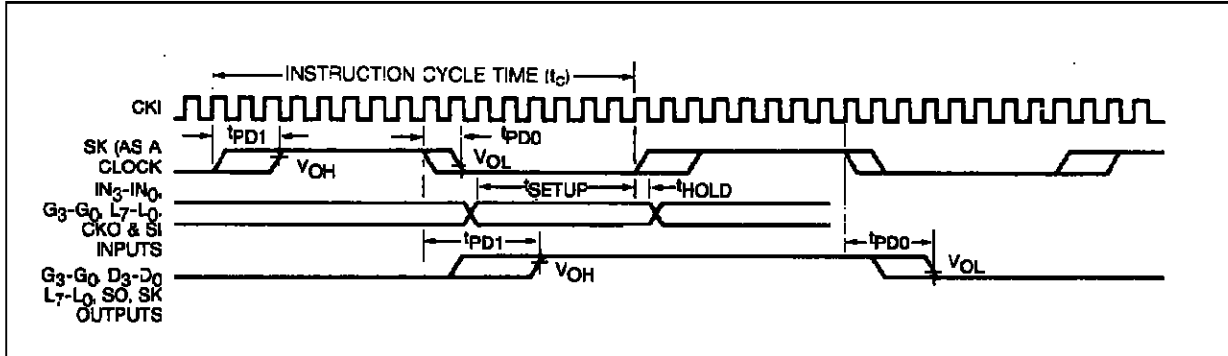 INSTRUCTION CYCLE TIME (tC)
CKI
tPD1
tPD0
SK (AS A
CLOCK
VOH
VOL
IN3-IN0,
tSETUP
tHOLD
G3-G0, L7-L0,
CKO & SI
INPUTS
tPD1
tPD0
G3-G0, D3-D0
VOH
VOL
L7-L0, SO, SK
OUTPUTS